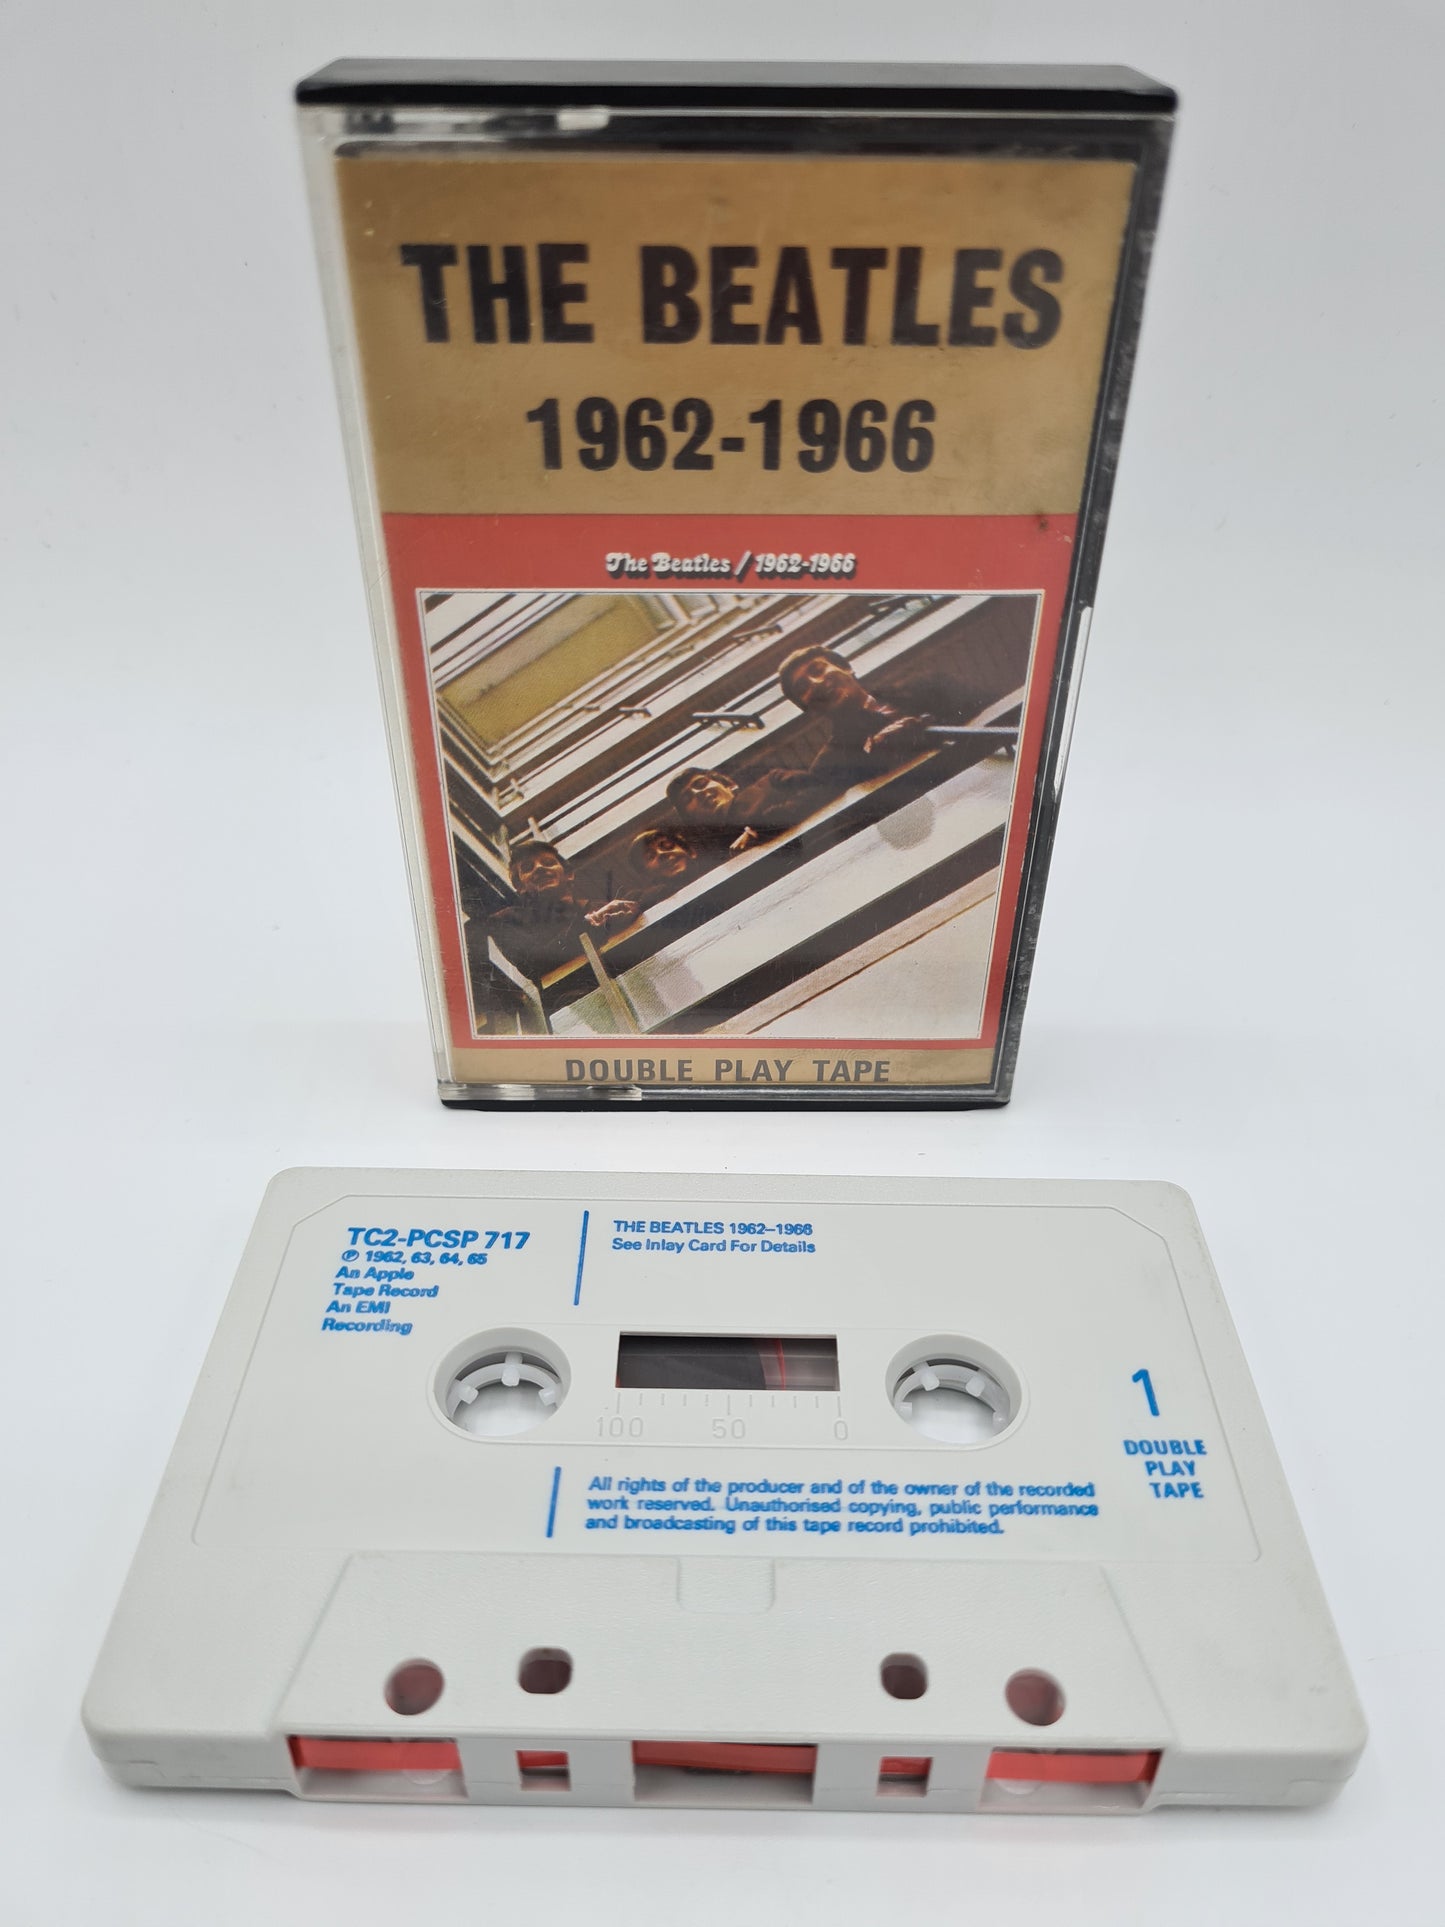 THE BEATLES
1962-1966
The Beatles / 1962-1966
DOUBLE PLAY TAPE
TC2-PCSP 717
℗ 1962, 63, 64, 65
An Apple
Tape Record
An EMI
Recording
THE BEATLES 1962–1966
See Inlay Card For Details
100 50 0
1
DOUBLE
PLAY
TAPE
All rights of the producer and of the owner of the recorded
work reserved. Unauthorised copying, public performance
and broadcasting of this tape record prohibited.